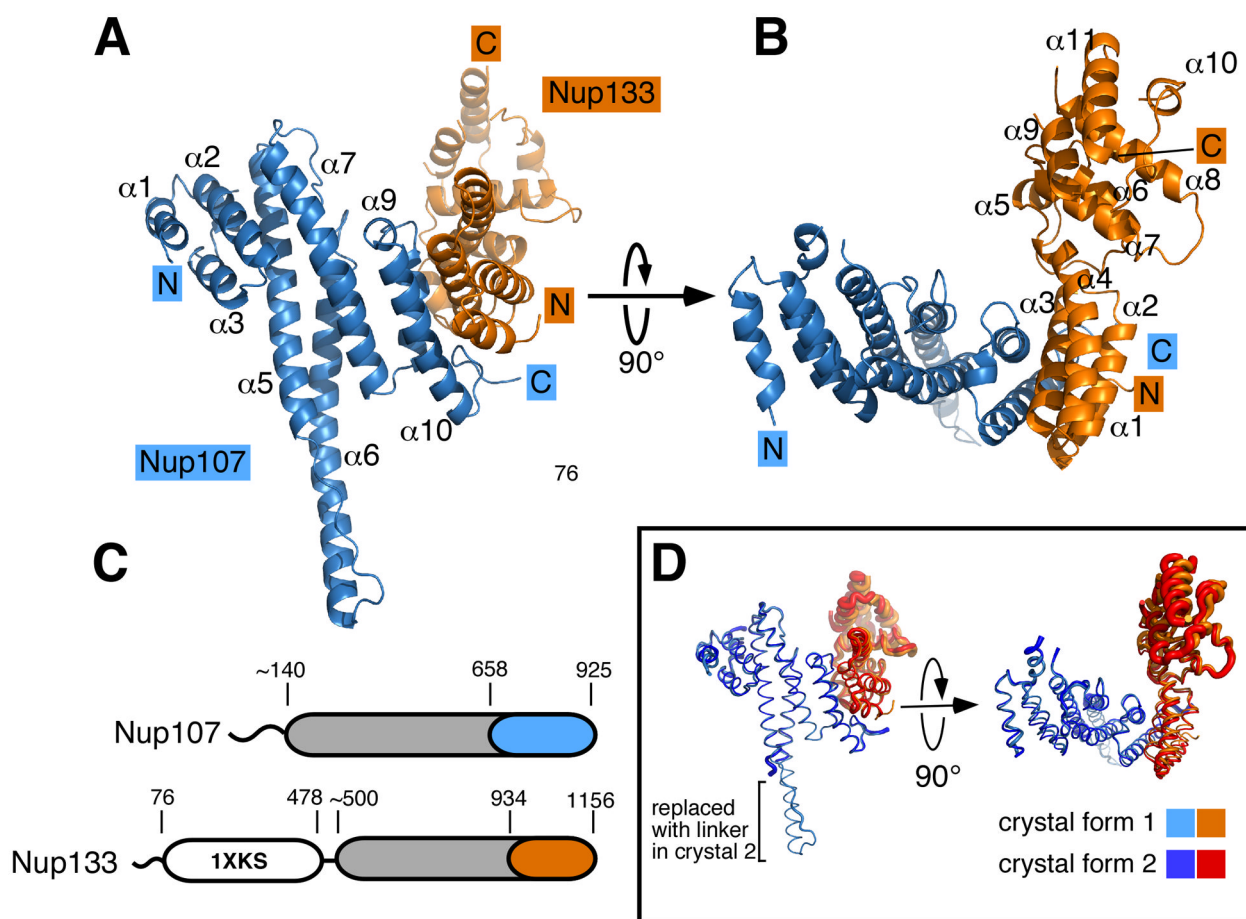 A
C
Nup133
α1
α2
α7
α9
N
α3
N
α5
C
α10
α6
Nup107
76
90°
B
α11
α10
α9
C
α6
α8
α5
α7
α4
α3
α2
C
N
α1
N
C
~140
658
925
Nup107
76
478
~500
934
1156
Nup133
1XKS
D
90°
replaced
with linker
in crystal 2
crystal form 1
crystal form 2